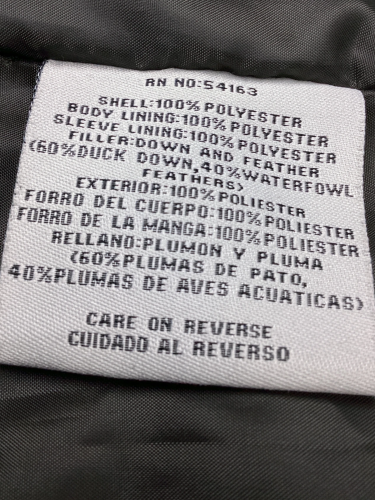 RN NO:54163
SHELL:100% POLYESTER
BODY LINING:100% POLYESTER
SLEEVE LINING:100% POLYESTER
FILLER:DOWN AND FEATHER
(60%DUCK DOWN,40%WATERFOWL
FEATHERS)
EXTERIOR:100%POLIESTER
FORRO DEL CUERPO:100%POLIESTER
FORRO DE LA MANGA:100%POLIESTER
RELLANO:PLUMON Y PLUMA
(60%PLUMAS DE PATO,
40%PLUMAS DE AVES ACUATICAS)
CARE ON REVERSE
CUIDADO AL REVERSO